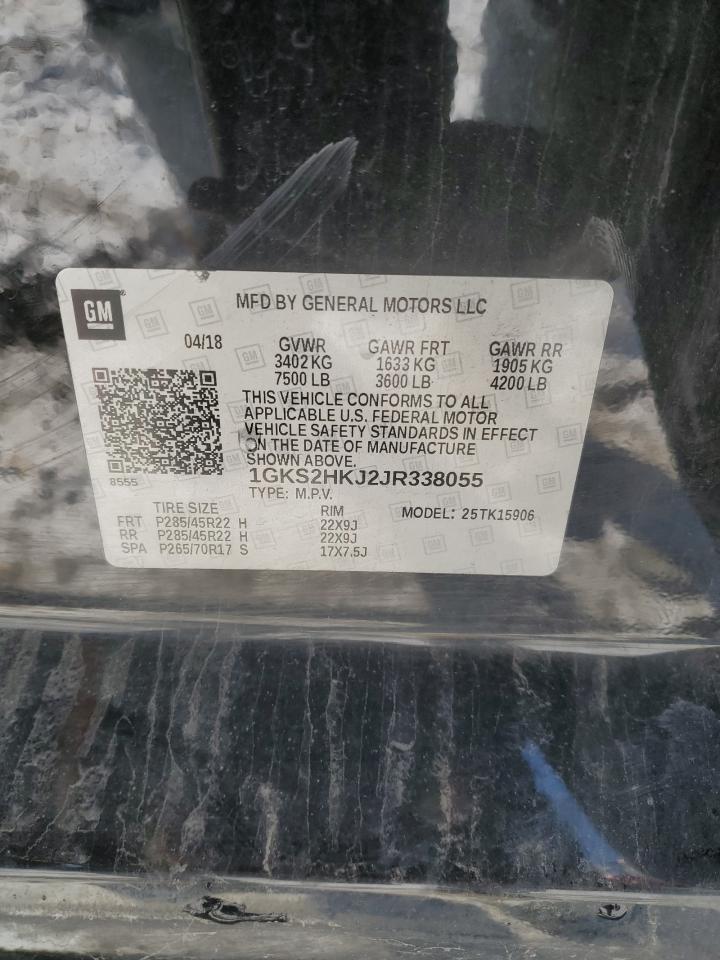 GM
MFD BY GENERAL MOTORS LLC
04/18
GVWR
3402 KG
7500 LB
GAWR FRT
1633 KG
3600 LB
GAWR RR
1905 KG
4200 LB
THIS VEHICLE CONFORMS TO ALL
APPLICABLE U.S. FEDERAL MOTOR
VEHICLE SAFETY STANDARDS IN EFFECT
ON THE DATE OF MANUFACTURE
SHOWN ABOVE.
8555
1GKS2HKJ2JR338055
TYPE: M.P.V.
TIRE SIZE RIM MODEL: 25TK15906
FRT P285/45R22 H 22X9J
RR P285/45R22 H 22X9J
SPA P265/70R17 S 17X7.5J